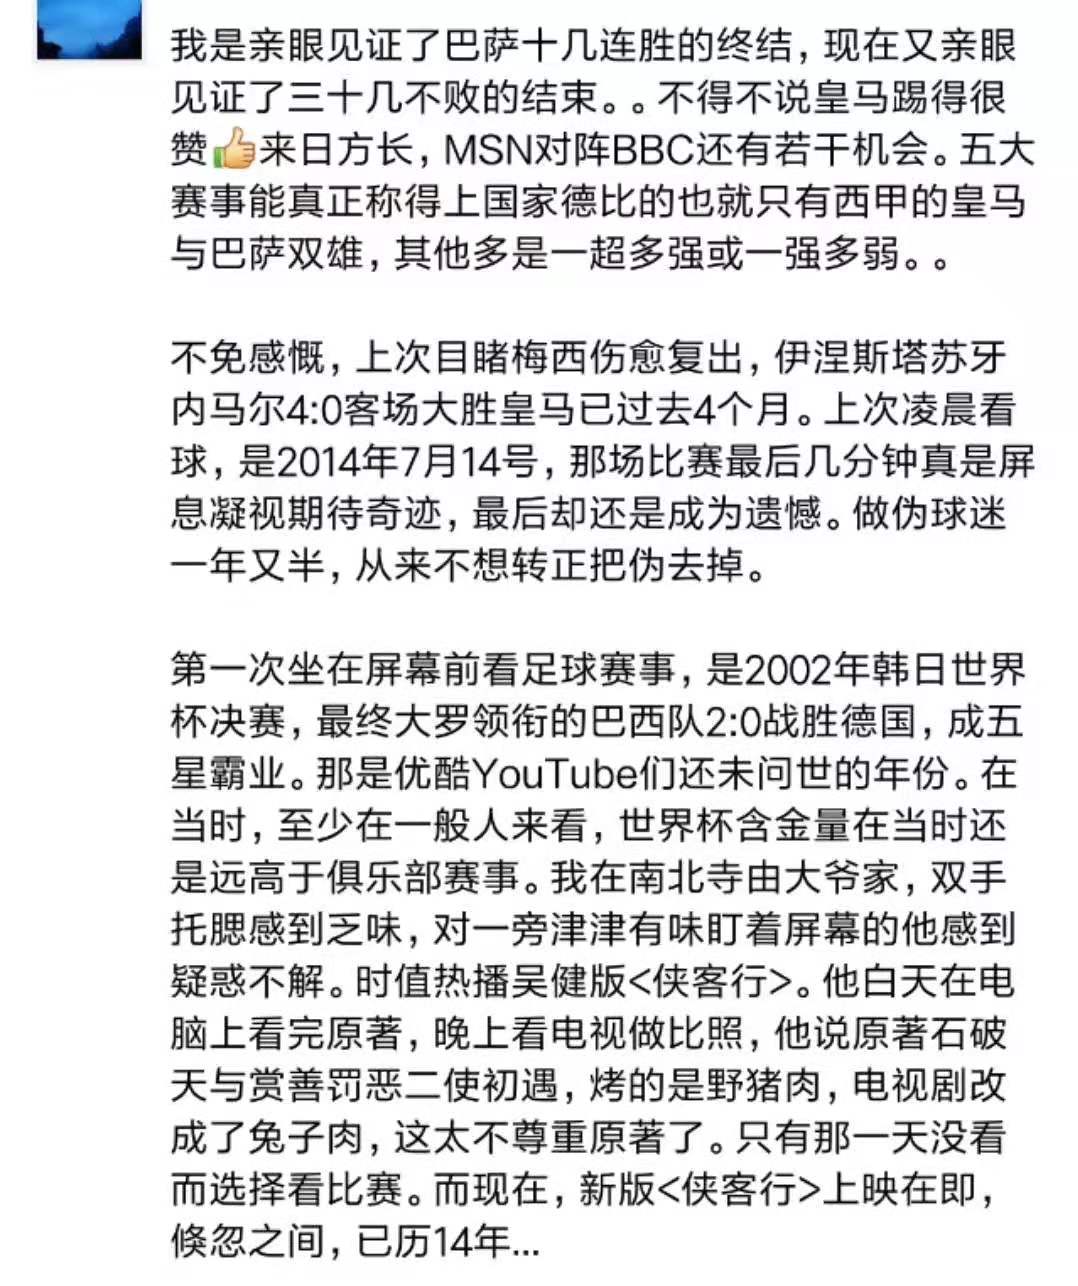 我是亲眼见证了巴萨十几连胜的终结，现在又亲眼
见证了三十几不败的结束。。不得不说皇马踢得很
赞👍来日方长，MSN对阵BBC还有若干机会。五大
赛事能真正称得上国家德比的也就只有西甲的皇马
与巴萨双雄，其他多是一超多强或一强多弱。。
不免感慨，上次目睹梅西伤愈复出，伊涅斯塔苏牙
内马尔4:0客场大胜皇马已过去4个月。上次凌晨看
球，是2014年7月14号，那场比赛最后几分钟真是屏
息凝视期待奇迹，最后却还是成为遗憾。做伪球迷
一年又半，从来不想转正把伪去掉。
第一次坐在屏幕前看足球赛事，是2002年韩日世界
杯决赛，最终大罗领衔的巴西队2:0战胜德国，成五
星霸业。那是优酷YouTube们还未问世的年份。在
当时，至少在一般人来看，世界杯含金量在当时还
是远高于俱乐部赛事。我在南北寺由大爷家，双手
托腮感到乏味，对一旁津津有味盯着屏幕的他感到
疑惑不解。时值热播吴健版<侠客行>。他白天在电
脑上看完原著，晚上看电视做比照，他说原著石破
天与赏善罚恶二使初遇，烤的是野猪肉，电视剧改
成了兔子肉，这太不尊重原著了。只有那一天没看
而选择看比赛。而现在，新版<侠客行>上映在即，
倏忽之间，已历14年...